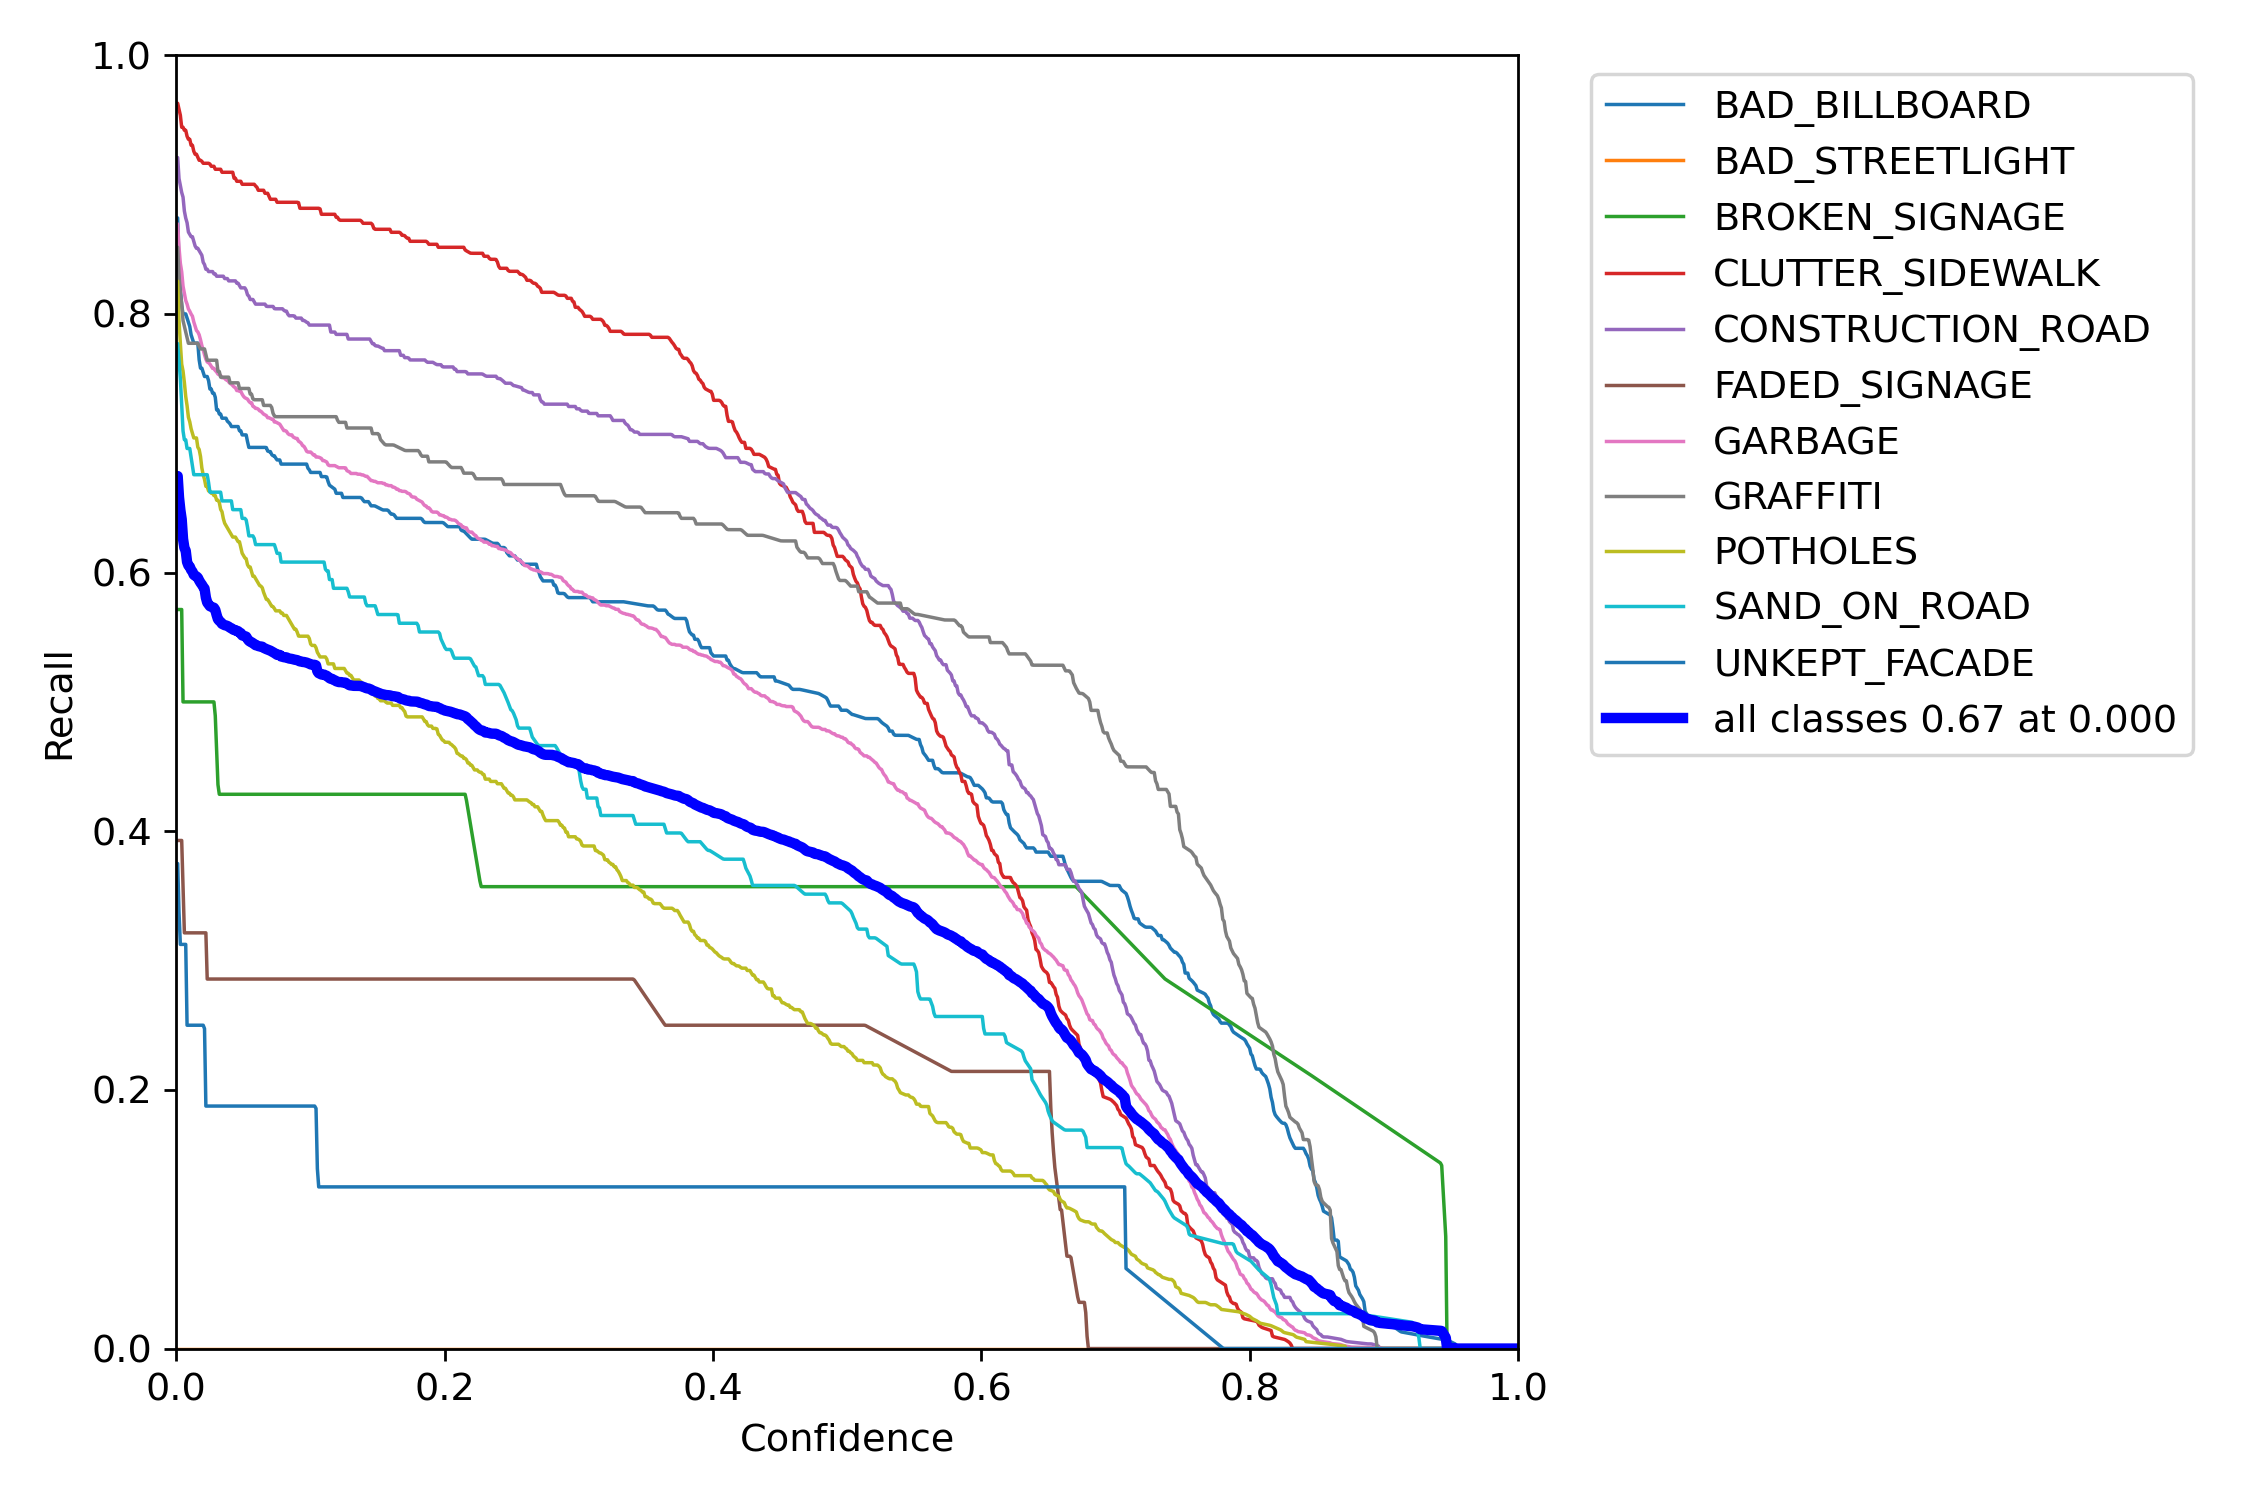 1.0
0.8
0.6
0.4
0.2
0.0
Recall
0.0 0.2 0.4 0.6 0.8 1.0
Confidence
BAD_BILLBOARD
BAD_STREETLIGHT
BROKEN_SIGNAGE
CLUTTER_SIDEWALK
CONSTRUCTION_ROAD
FADED_SIGNAGE
GARBAGE
GRAFFITI
POTHOLES
SAND_ON_ROAD
UNKEPT_FACADE
all classes 0.67 at 0.000